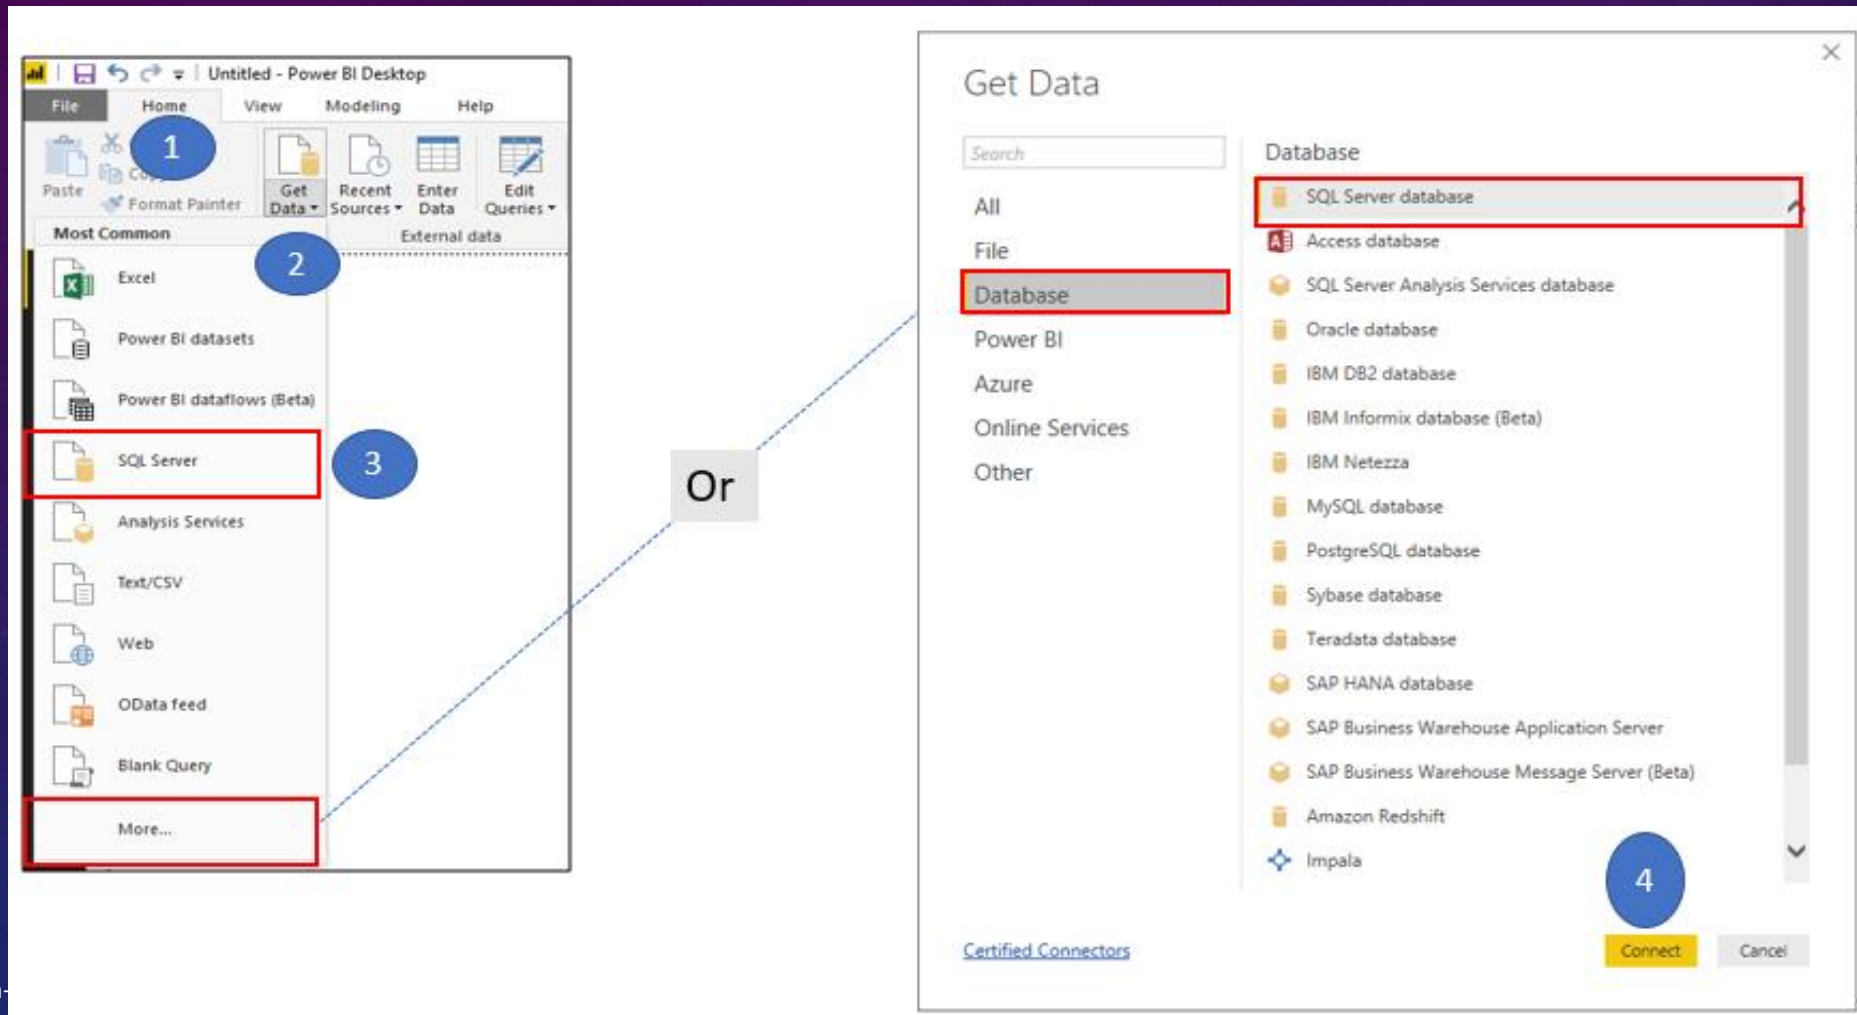 Untitled - Power BI Desktop
File Home View Modeling Help
1
Paste
Format Painter
Get Data
Recent Sources
Enter Data
Edit Queries
External data
Most Common
2
Excel
Power BI datasets
Power BI dataflows (Beta)
SQL Server
3
Analysis Services
Text/CSV
Web
OData feed
Blank Query
More...
Or
Get Data
Search
All
File
Database
Power BI
Azure
Online Services
Other
Database
SQL Server database
Access database
SQL Server Analysis Services database
Oracle database
IBM DB2 database
IBM Informix database (Beta)
IBM Netezza
MySQL database
PostgreSQL database
Sybase database
Teradata database
SAP HANA database
SAP Business Warehouse Application Server
SAP Business Warehouse Message Server (Beta)
Amazon Redshift
Impala
4
Certified Connectors
Connect
Cancel